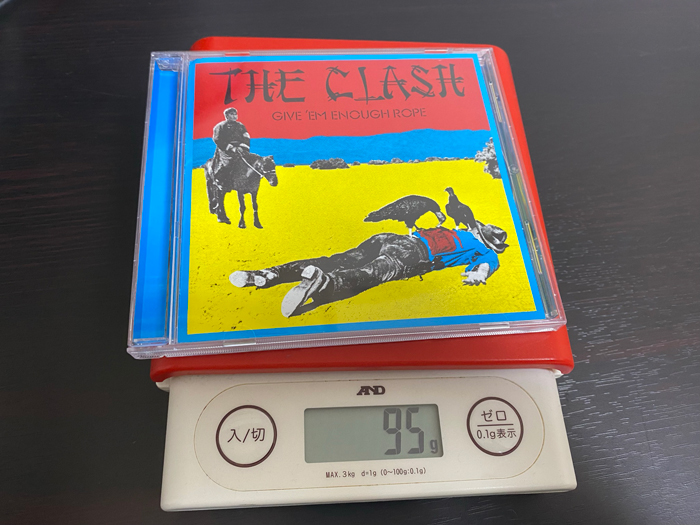 THE CLASH
GIVE 'EM ENOUGH ROPE
AND
入/切
95g
ゼロ
0.1g表示
MAX. 3kg d=1g (0～100g:0.1g)